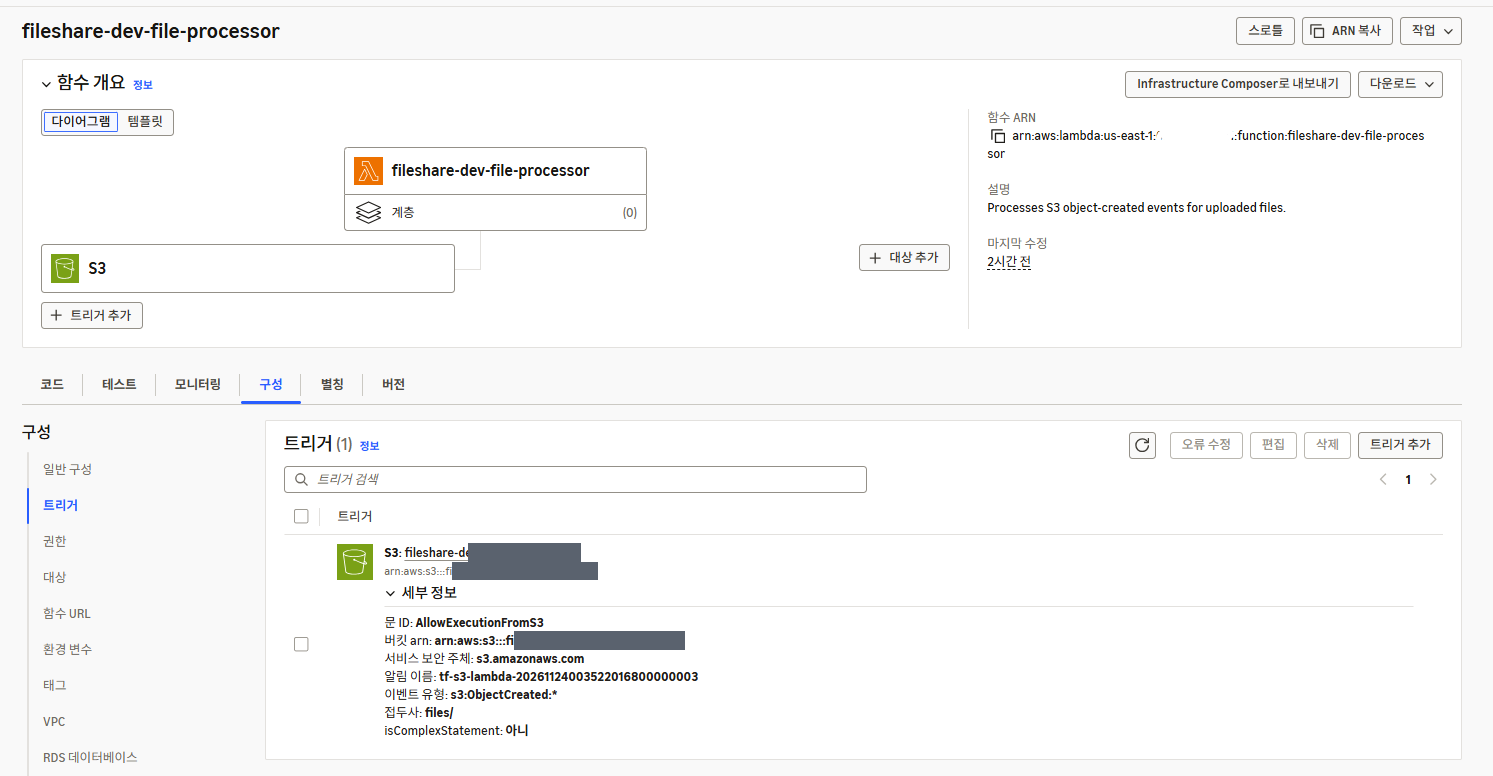 fileshare-dev-file-processor
스로틀
ARN 복사
작업
함수 개요 정보
Infrastructure Composer로 내보내기
다운로드
다이어그램 템플릿
fileshare-dev-file-processor
계층 (0)
S3
트리거 추가
대상 추가
함수 ARN
arn:aws:lambda:us-east-1: :function:fileshare-dev-file-proces
sor
설명
Processes S3 object-created events for uploaded files.
마지막 수정
2시간 전
코드 테스트 모니터링 구성 별칭 버전
구성
일반 구성
트리거
권한
대상
함수 URL
환경 변수
태그
VPC
RDS 데이터베이스
트리거 (1) 정보
오류 수정
편집
삭제
트리거 추가
트리거 검색
1
트리거
S3: fileshare-de
arn:aws:s3:::fi
세부 정보
문 ID: AllowExecutionFromS3
버킷 arn: arn:aws:s3:::fi
서비스 보안 주체: s3.amazonaws.com
알림 이름: tf-s3-lambda-20261124003522016800000003
이벤트 유형: s3:ObjectCreated:*
접두사: files/
isComplexStatement: 아니